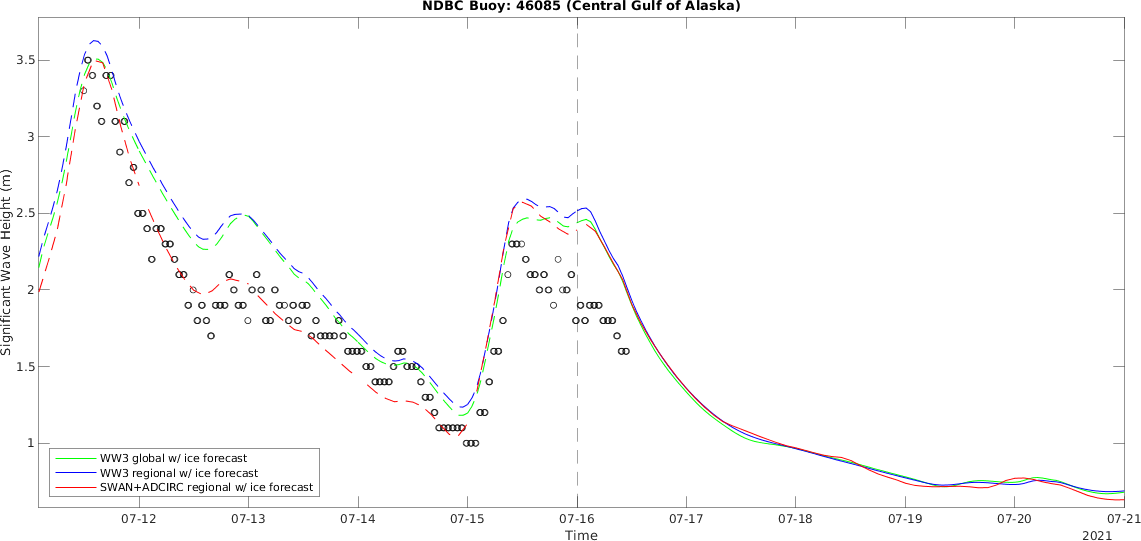 NDBC Buoy: 46085 (Central Gulf of Alaska)
Significant Wave Height (m)
3.5
3
2.5
2
1.5
1
WW3 global w/ ice forecast
WW3 regional w/ ice forecast
SWAN+ADCIRC regional w/ ice forecast
07-12 07-13 07-14 07-15 07-16 07-17 07-18 07-19 07-20 07-21
Time
2021